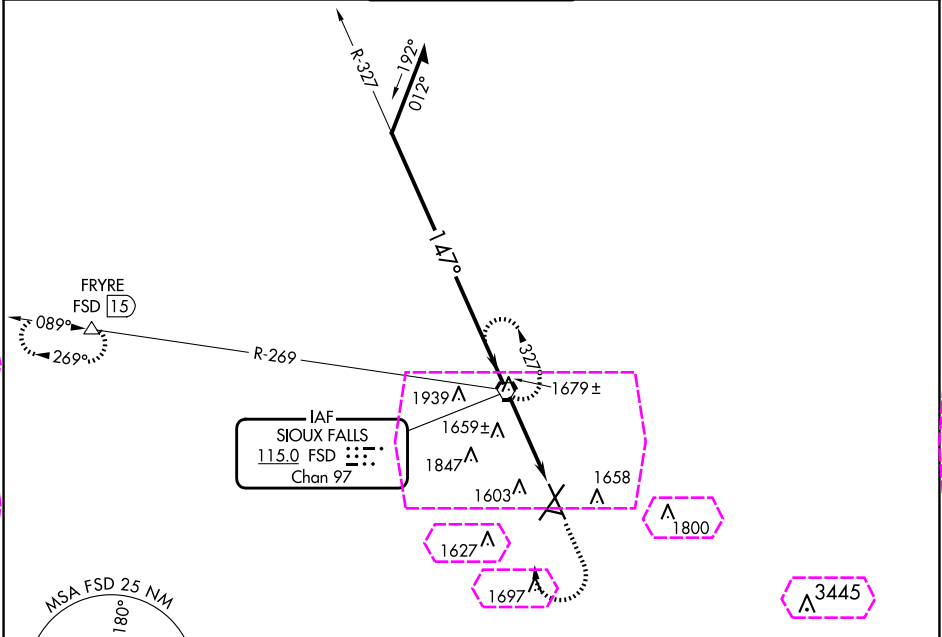 R-327
192°
012°
147°
FRYRE
FSD 15
089°
269°
R-269
327°
1939
1679±
IAF
SIOUX FALLS
115.0 FSD
Chan 97
1659±
1847
1603
1658
1800
1627
1697
3445
MSA FSD 25 NM
180°